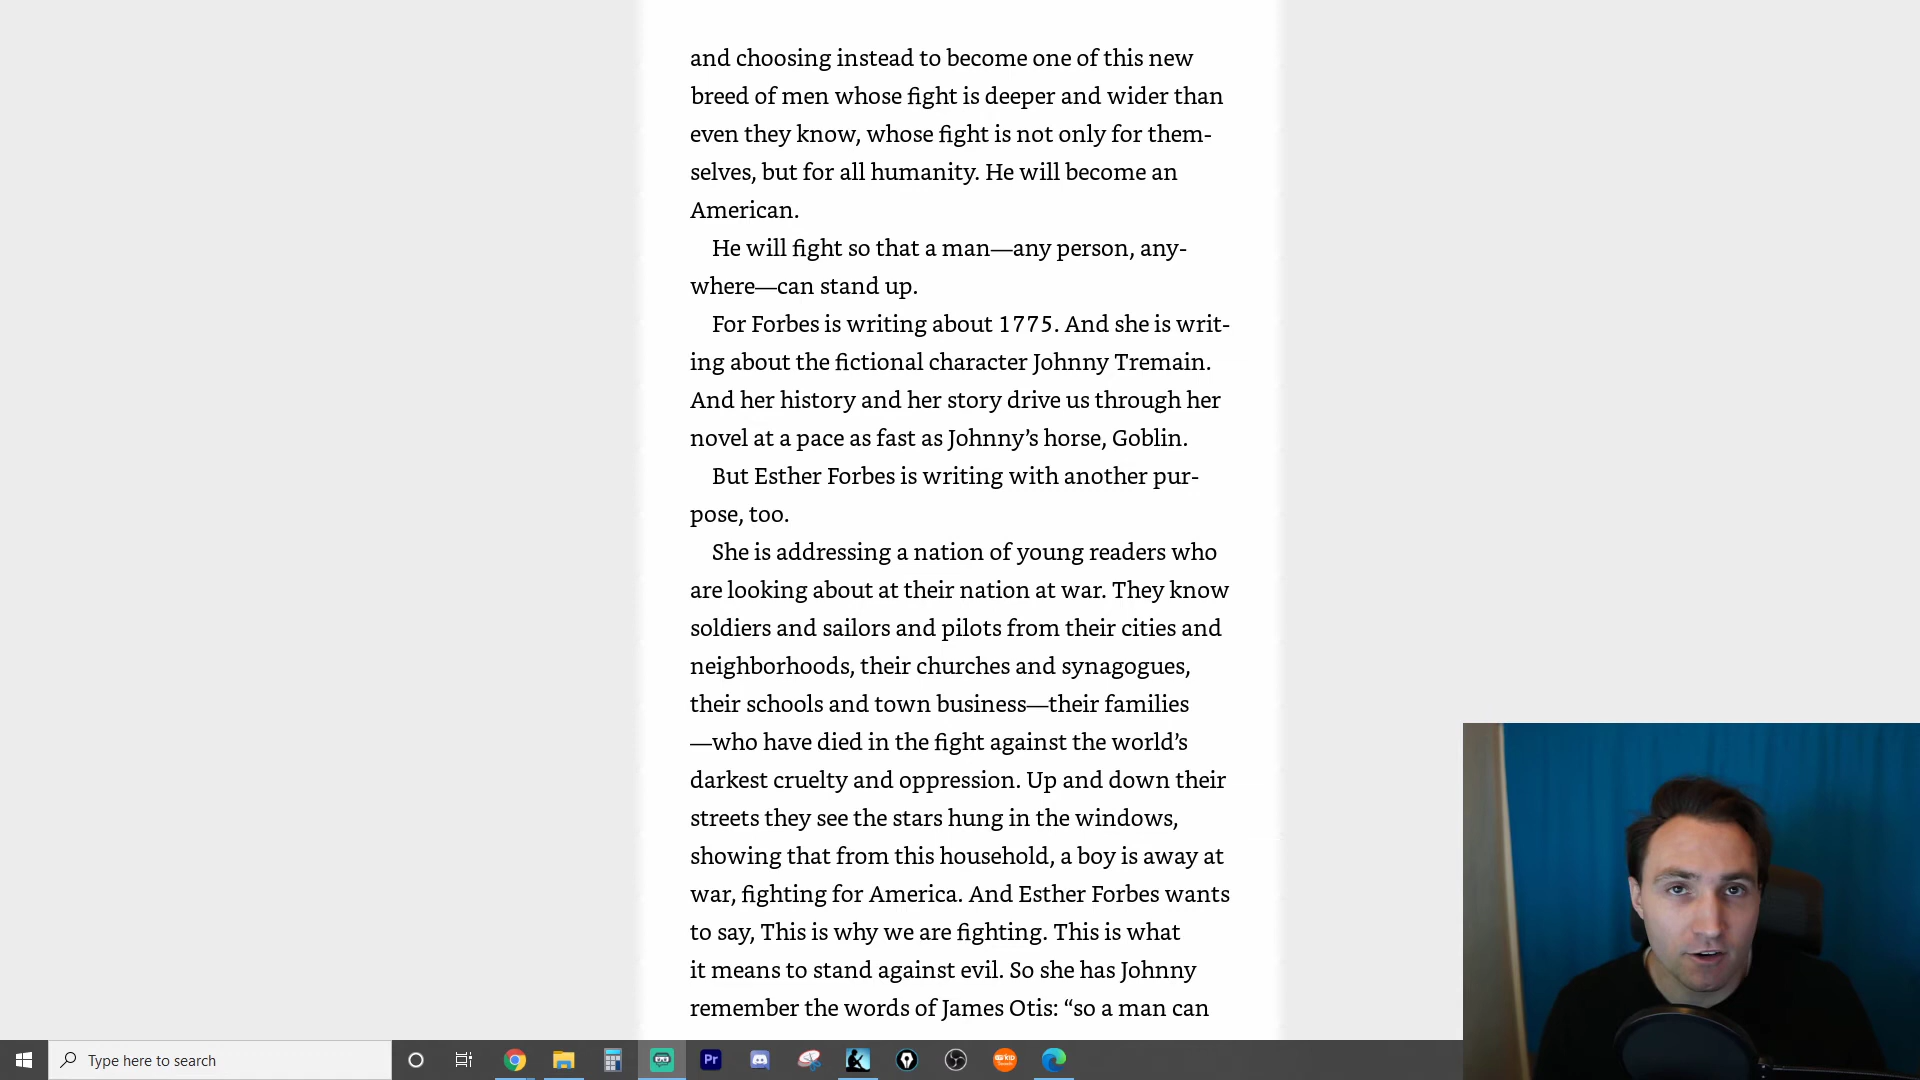 and choosing instead to become one of this new
breed of men whose fight is deeper and wider than
even they know, whose fight is not only for them-
selves, but for all humanity. He will become an
American.
He will fight so that a man—any person, any-
where—can stand up.
For Forbes is writing about 1775. And she is writ-
ing about the fictional character Johnny Tremain.
And her history and her story drive us through her
novel at a pace as fast as Johnny’s horse, Goblin.
But Esther Forbes is writing with another pur-
pose, too.
She is addressing a nation of young readers who
are looking about at their nation at war. They know
soldiers and sailors and pilots from their cities and
neighborhoods, their churches and synagogues,
their schools and town business—their families
—who have died in the fight against the world’s
darkest cruelty and oppression. Up and down their
streets they see the stars hung in the windows,
showing that from this household, a boy is away at
war, fighting for America. And Esther Forbes wants
to say, This is why we are fighting. This is what
it means to stand against evil. So she has Johnny
remember the words of James Otis: “so a man can
Type here to search
Pr